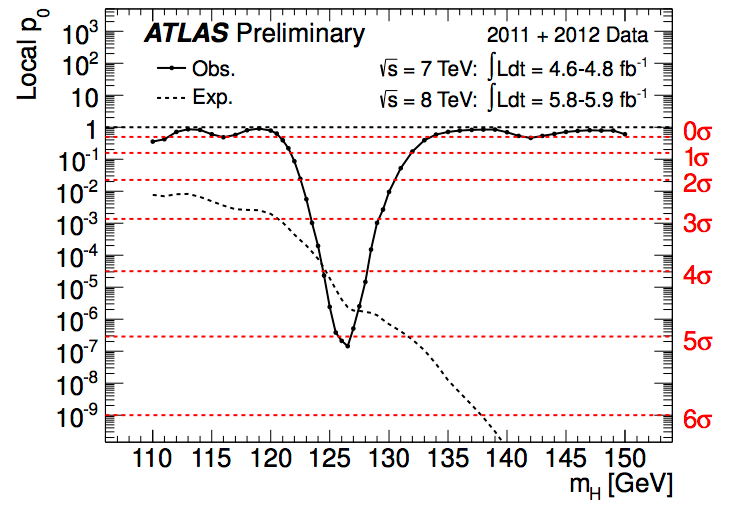 ATLAS Preliminary
2011 + 2012 Data
Obs.
√s = 7 TeV: ∫Ldt = 4.6-4.8 fb⁻¹
Exp.
√s = 8 TeV: ∫Ldt = 5.8-5.9 fb⁻¹
Local p₀
10³
10²
10
1
10⁻¹
10⁻²
10⁻³
10⁻⁴
10⁻⁵
10⁻⁶
10⁻⁷
10⁻⁸
10⁻⁹
0σ
1σ
2σ
3σ
4σ
5σ
6σ
110 115 120 125 130 135 140 145 150
m_H [GeV]